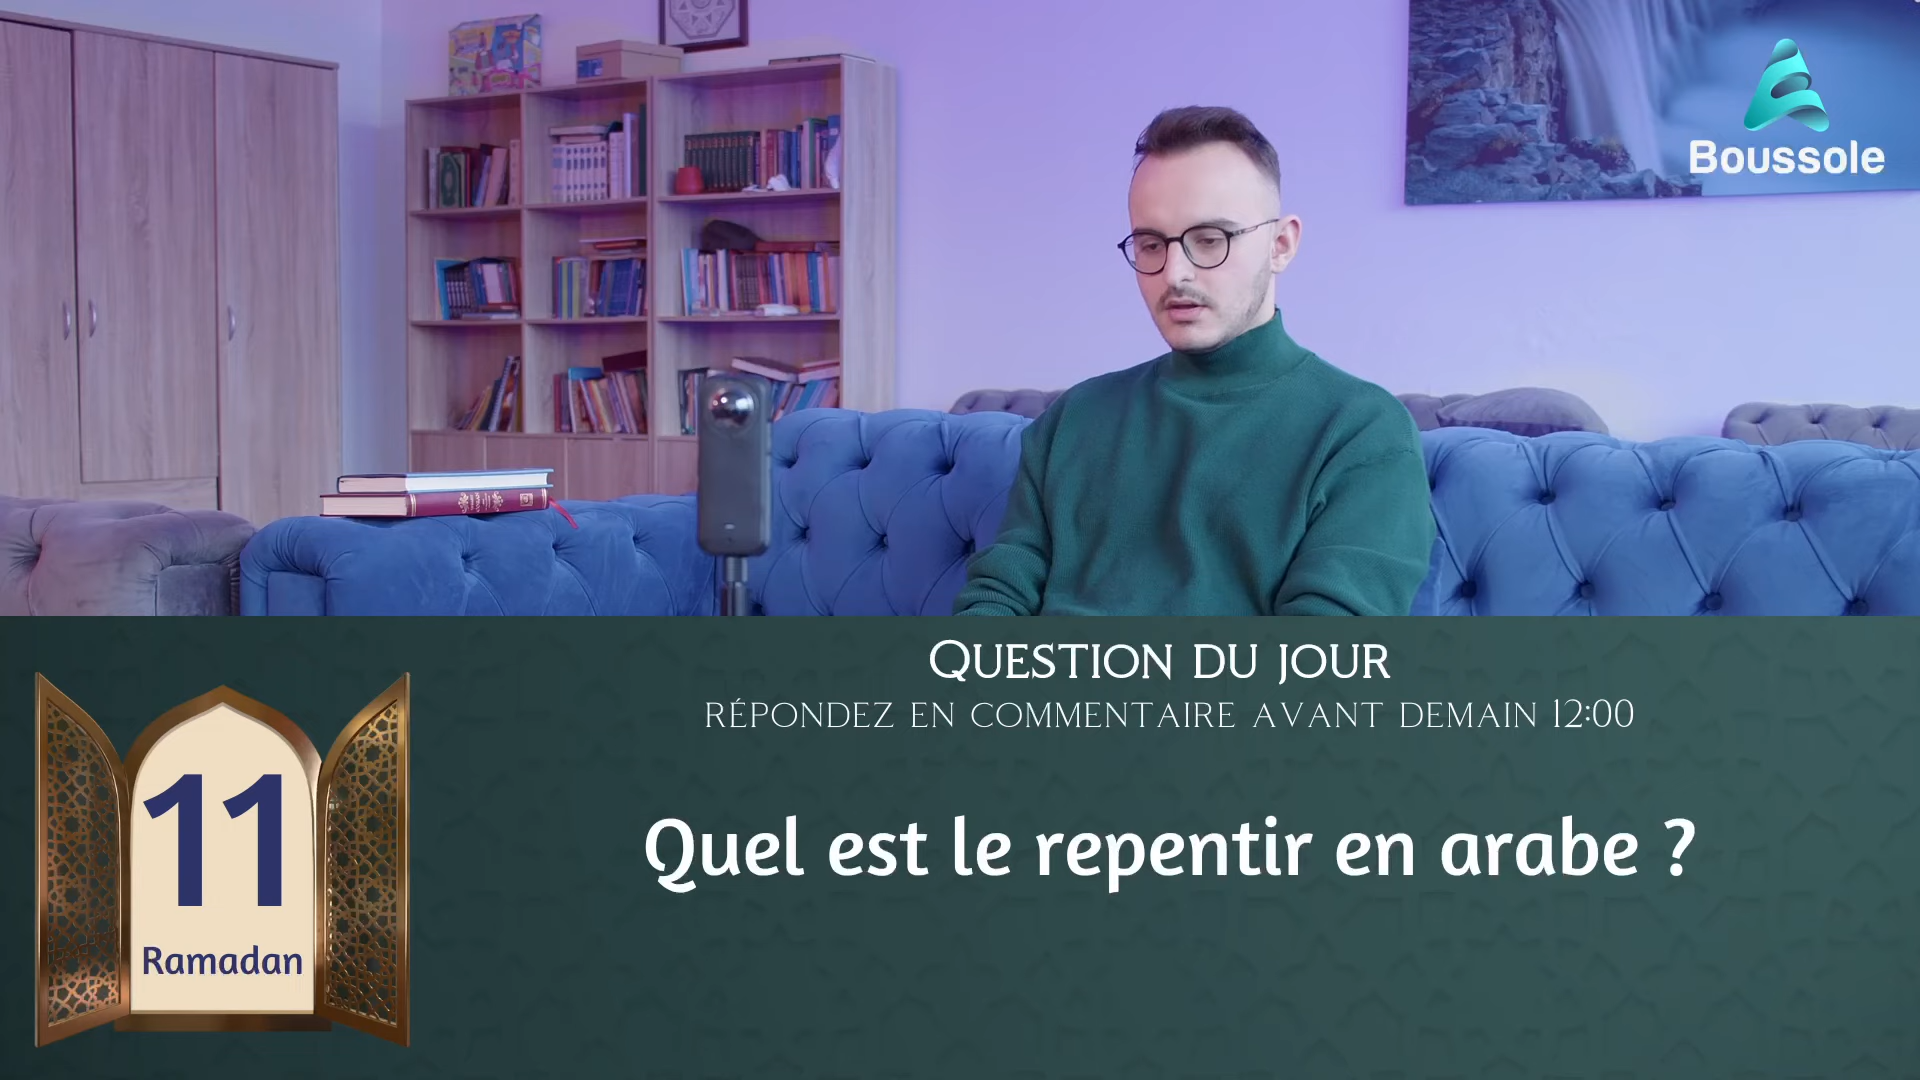 Boussole
Question du jour
répondez en commentaire avant demain 12:00
11
Ramadan
Quel est le repentir en arabe ?